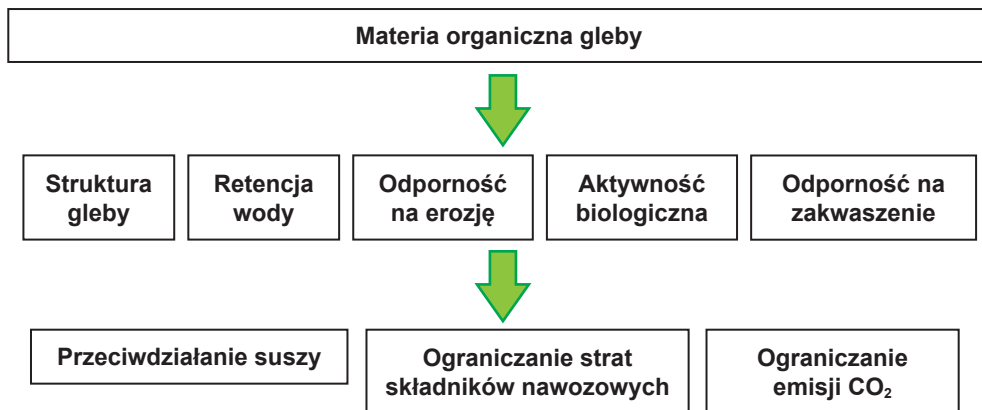 Materia organiczna gleby
Struktura
gleby
Retencja
wody
Odporność
na erozję
Aktywność
biologiczna
Odporność na
zakwaszenie
Przeciwdziałanie suszy
Ograniczanie strat
składników nawozowych
Ograniczanie
emisji CO₂